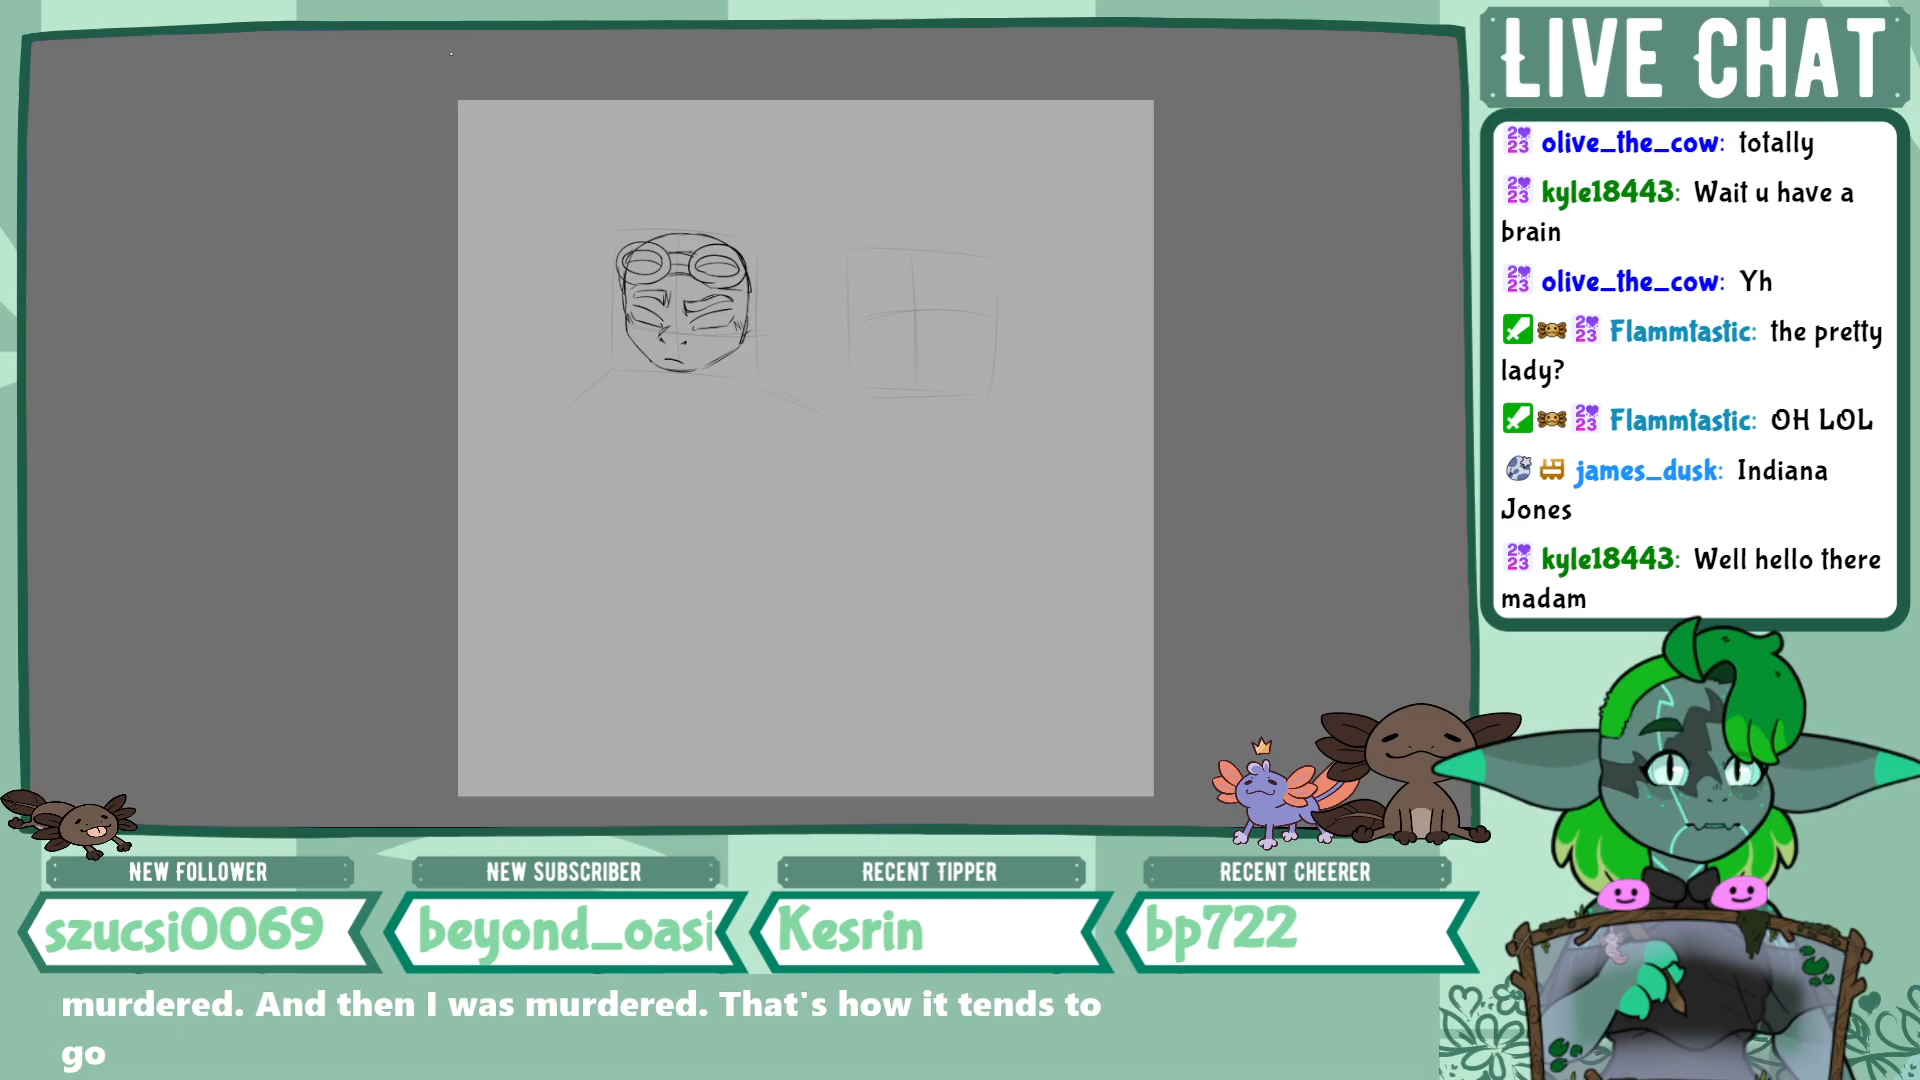 LIVE CHAT
olive_the_cow: totally
kyle18443: Wait u have a
brain
olive_the_cow: Yh
Flammtastic: the pretty
lady?
Flammtastic: OH LOL
james_dusk: Indiana
Jones
kyle18443: Well hello there
madam
NEW FOLLOWER
szucsi0069
NEW SUBSCRIBER
beyond_oasi
RECENT TIPPER
Kesrin
RECENT CHEERER
bp722
murdered. And then I was murdered. That's how it tends to
go